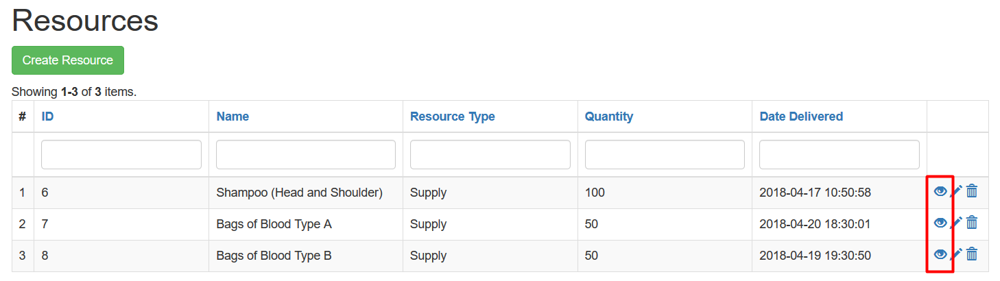 Resources
Create Resource
Showing 1-3 of 3 items.
# ID Name Resource Type Quantity Date Delivered
1 6 Shampoo (Head and Shoulder) Supply 100 2018-04-17 10:50:58
2 7 Bags of Blood Type A Supply 50 2018-04-20 18:30:01
3 8 Bags of Blood Type B Supply 50 2018-04-19 19:30:50